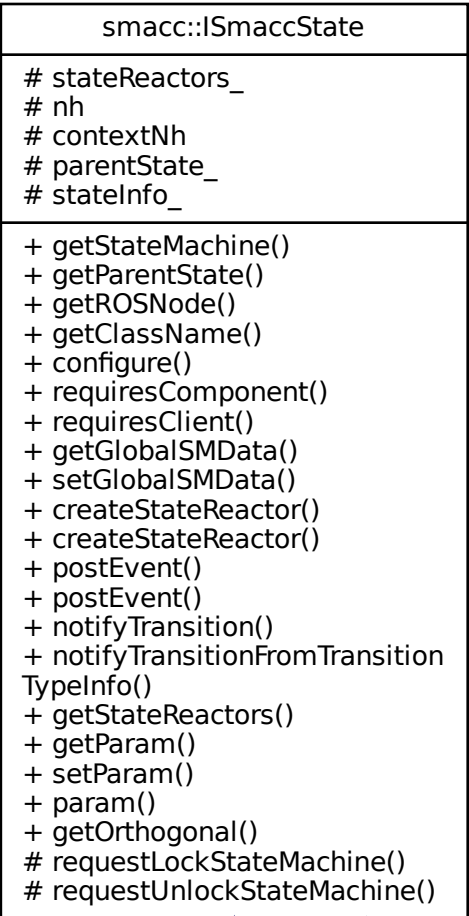 smacc::ISmaccState
# stateReactors_
# nh
# contextNh
# parentState_
# stateInfo_
+ getStateMachine()
+ getParentState()
+ getROSNode()
+ getClassName()
+ configure()
+ requiresComponent()
+ requiresClient()
+ getGlobalSMData()
+ setGlobalSMData()
+ createStateReactor()
+ createStateReactor()
+ postEvent()
+ postEvent()
+ notifyTransition()
+ notifyTransitionFromTransition
TypeInfo()
+ getStateReactors()
+ getParam()
+ setParam()
+ param()
+ getOrthogonal()
# requestLockStateMachine()
# requestUnlockStateMachine()